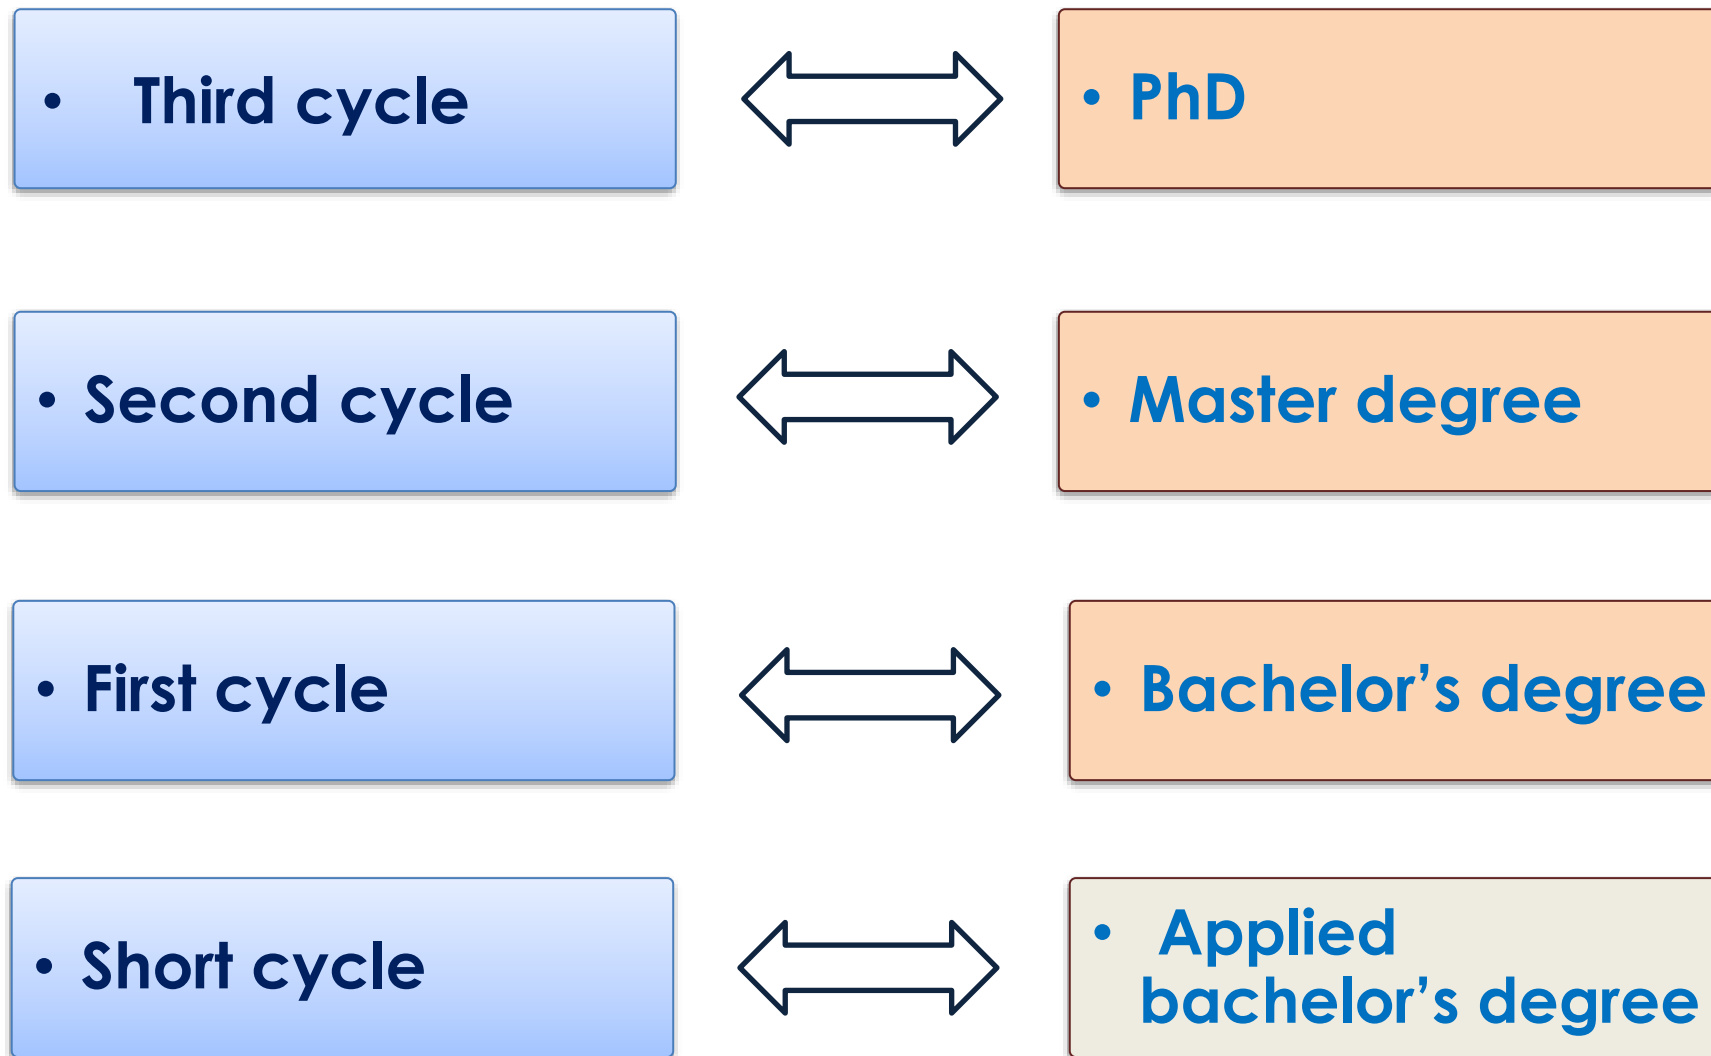 • Third cycle
• PhD
• Second cycle
• Master degree
• First cycle
• Bachelor’s degree
• Short cycle
• Applied
bachelor’s degree